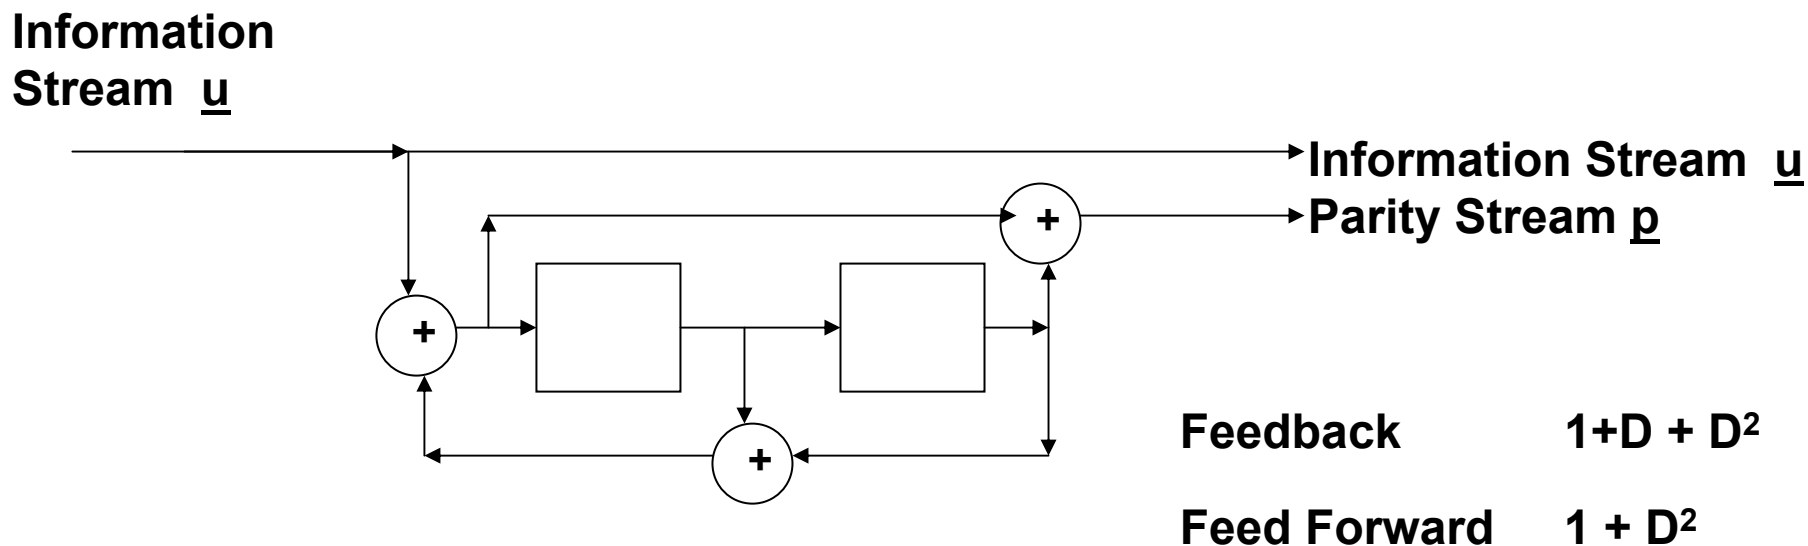 Information
Stream u
Information Stream u
Parity Stream p
+
+
+
Feedback 1+D + D²
Feed Forward 1 + D²